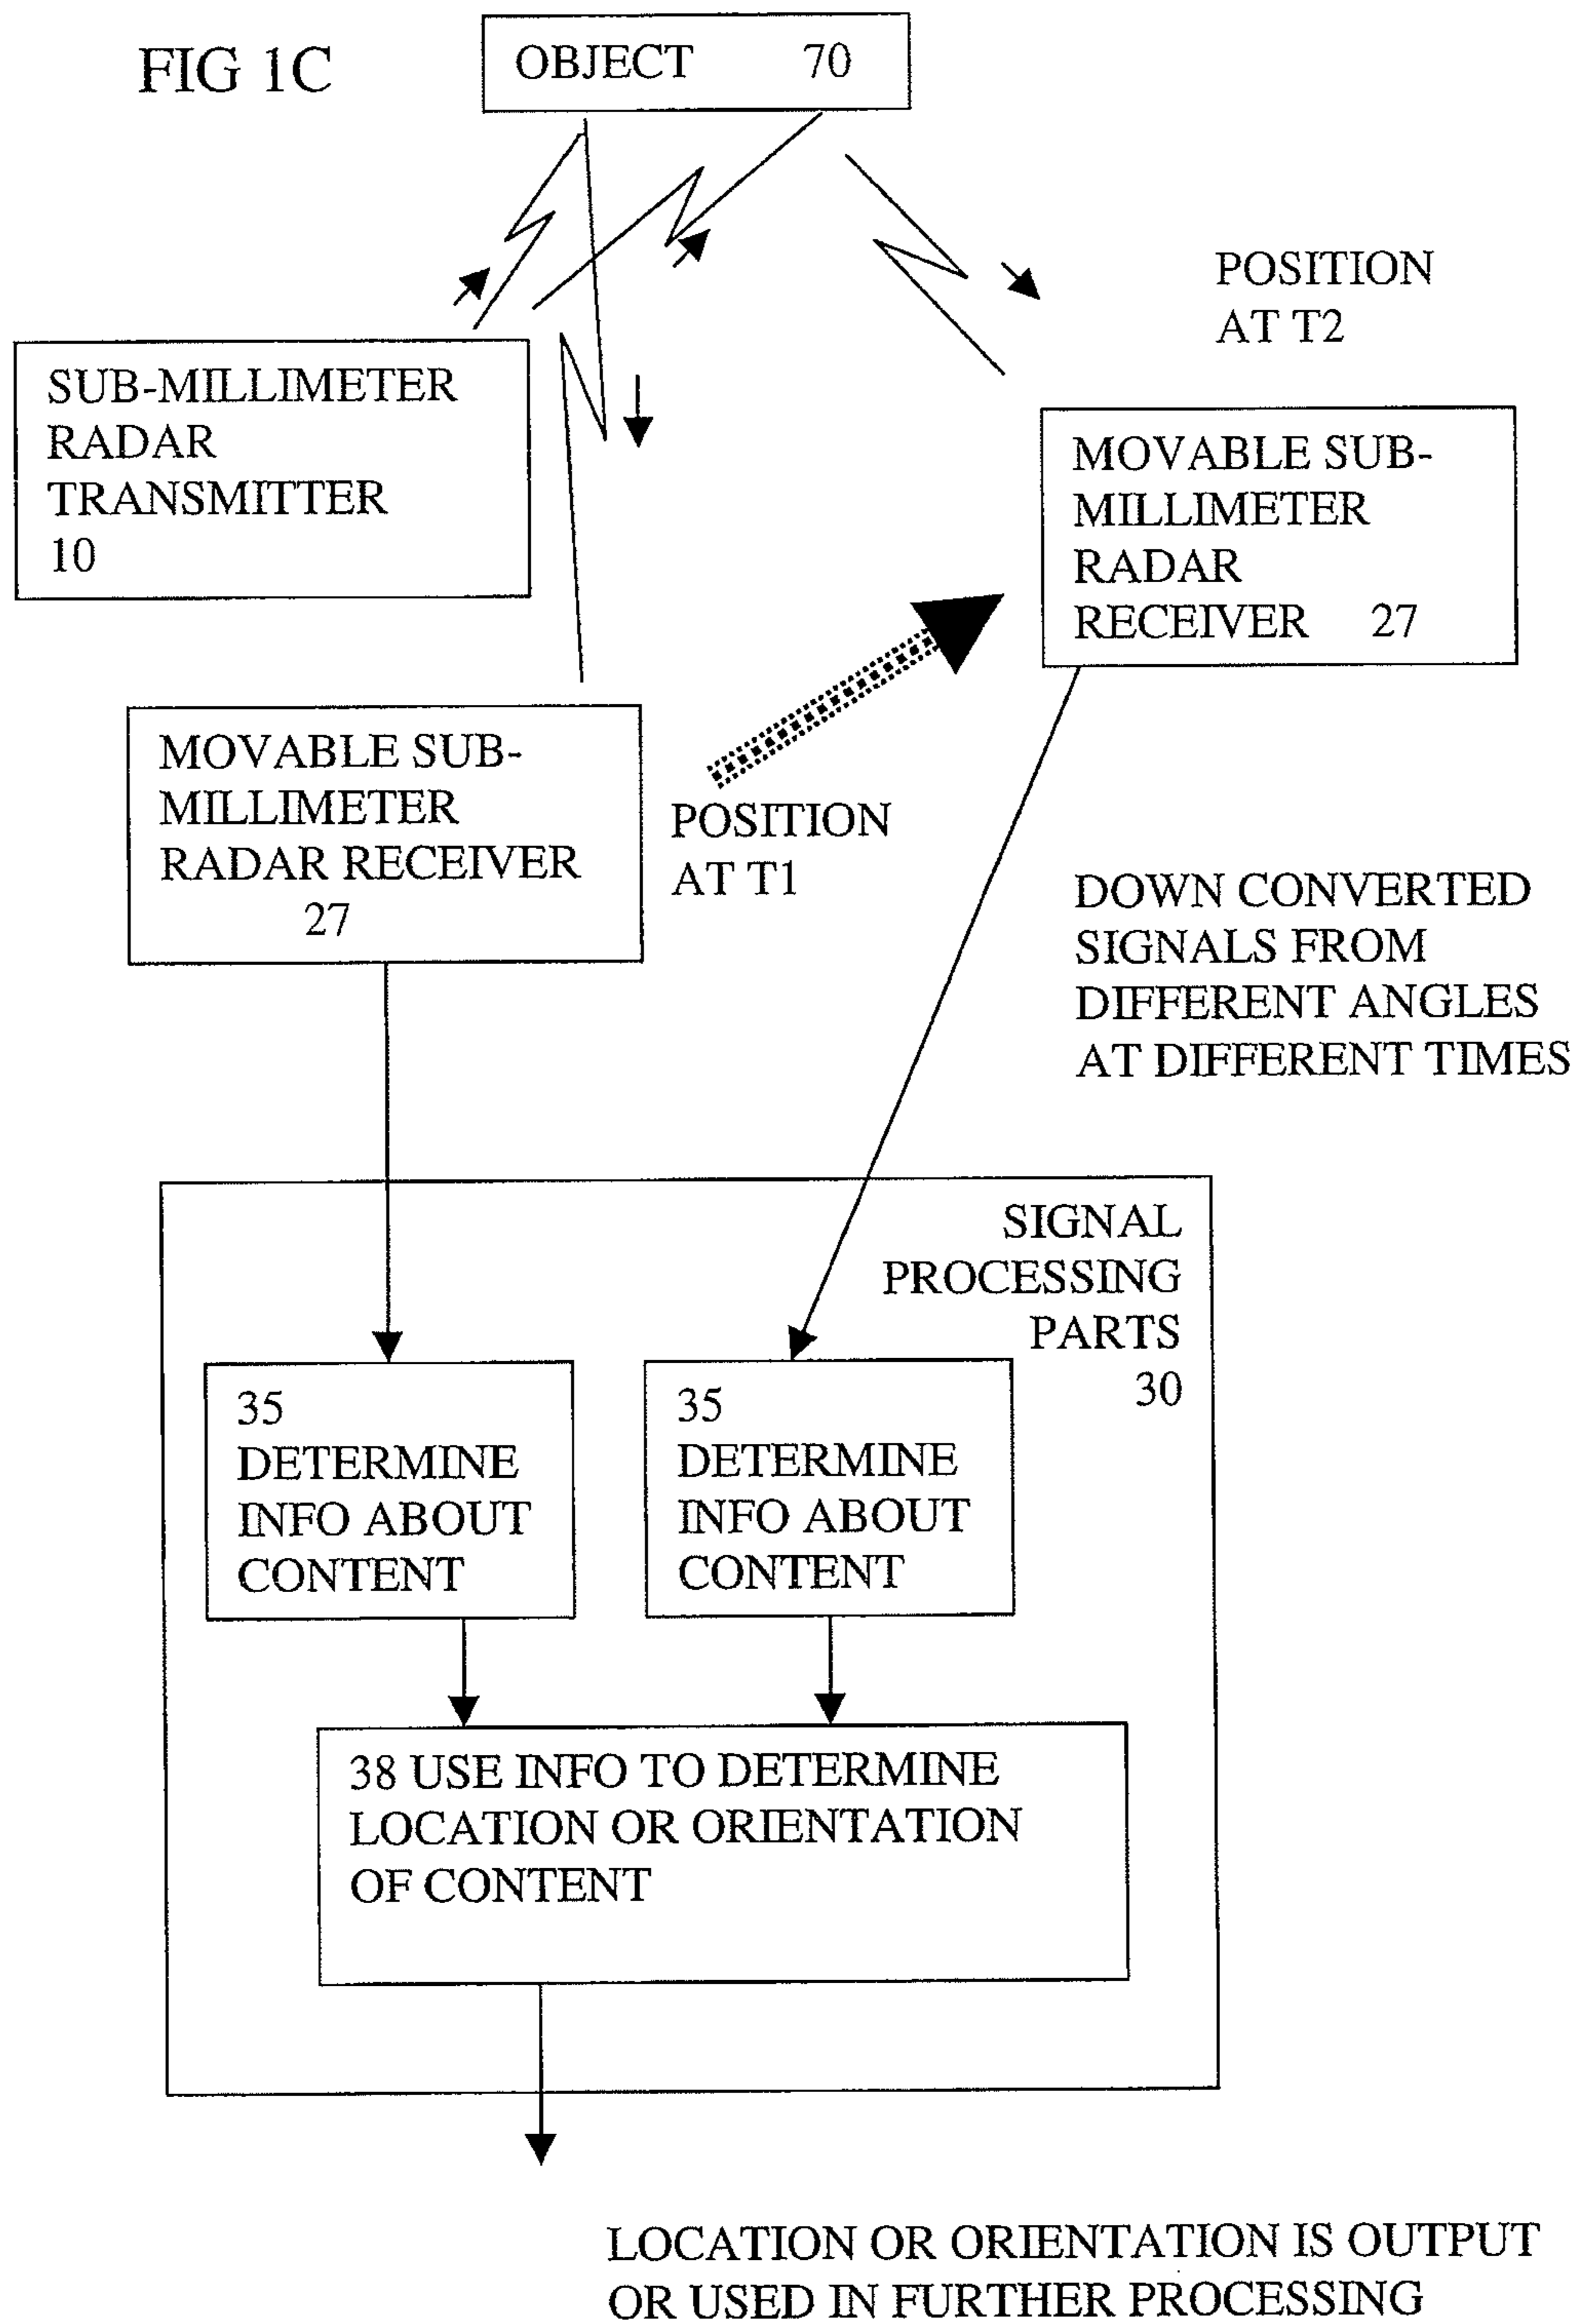 FIG 1C
OBJECT 70
POSITION
AT T2
SUB-MILLIMETER
RADAR
TRANSMITTER
10
MOVABLE SUB-
MILLIMETER
RADAR
RECEIVER 27
MOVABLE SUB-
MILLIMETER
RADAR RECEIVER
27
POSITION
AT T1
DOWN CONVERTED
SIGNALS FROM
DIFFERENT ANGLES
AT DIFFERENT TIMES
SIGNAL
PROCESSING
PARTS
30
35
DETERMINE
INFO ABOUT
CONTENT
35
DETERMINE
INFO ABOUT
CONTENT
38 USE INFO TO DETERMINE
LOCATION OR ORIENTATION
OF CONTENT
LOCATION OR ORIENTATION IS OUTPUT
OR USED IN FURTHER PROCESSING